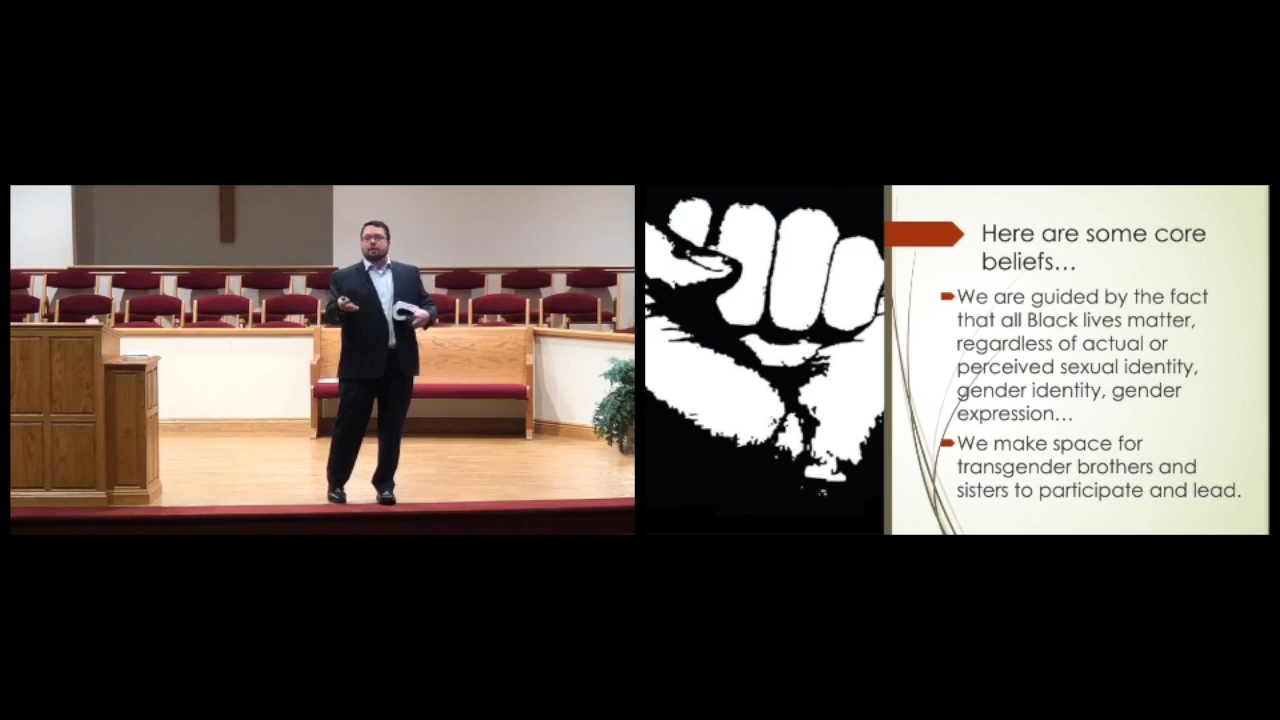 Here are some core
beliefs…
We are guided by the fact
that all Black lives matter,
regardless of actual or
perceived sexual identity,
gender identity, gender
expression…
We make space for
transgender brothers and
sisters to participate and lead.